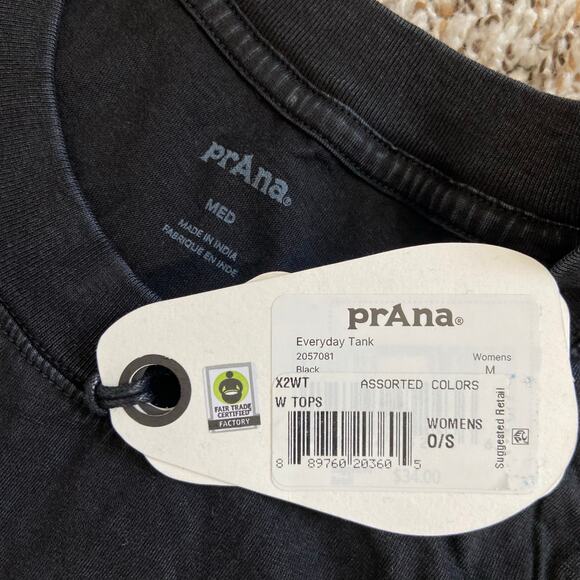 prAna®
MED
MADE IN INDIA
FABRIQUE EN INDE
prAna®
Everyday Tank
2057081 Womens
Black M
X2WT ASSORTED COLORS
W TOPS
WOMENS
O/S
8 89760 20360 5
Suggested Retail
$34.00
FAIR TRADE
CERTIFIED
FACTORY